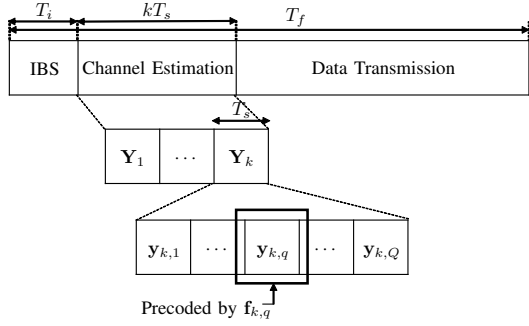 T_i kT_s T_f
IBS Channel Estimation Data Transmission
T_s
Y_1 ⋯ Y_k
y_{k,1} ⋯ y_{k,q} ⋯ y_{k,Q}
Precoded by f_{k,q}